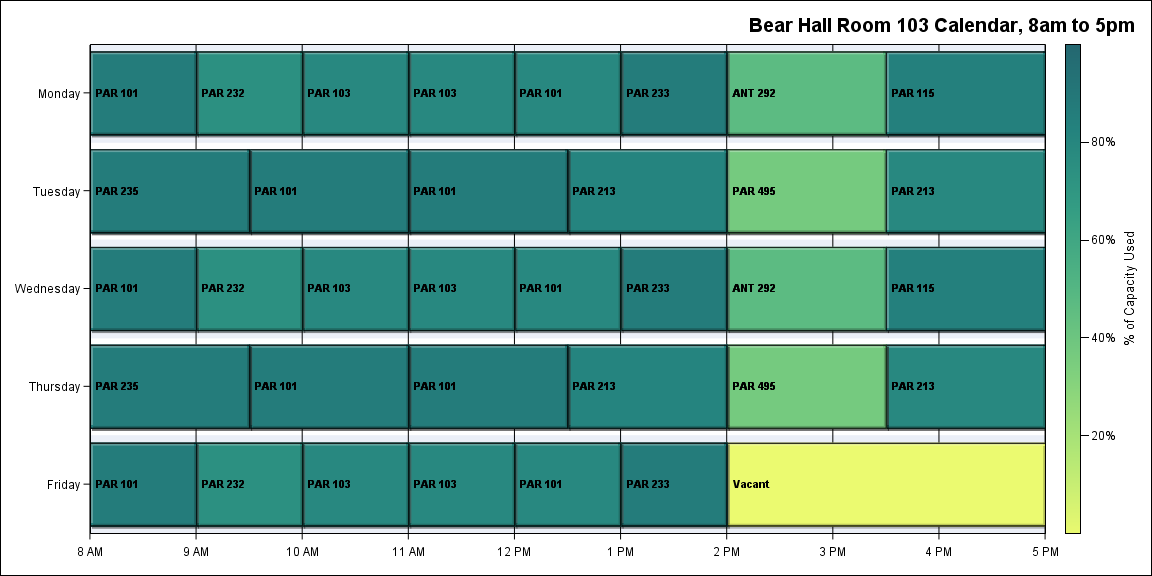 Bear Hall Room 103 Calendar, 8am to 5pm
Monday
PAR 101 PAR 232 PAR 103 PAR 103 PAR 101 PAR 233 ANT 292 PAR 115
Tuesday
PAR 235 PAR 101 PAR 101 PAR 213 PAR 495 PAR 213
Wednesday
PAR 101 PAR 232 PAR 103 PAR 103 PAR 101 PAR 233 ANT 292 PAR 115
Thursday
PAR 235 PAR 101 PAR 101 PAR 213 PAR 495 PAR 213
Friday
PAR 101 PAR 232 PAR 103 PAR 103 PAR 101 PAR 233 Vacant
8 AM 9 AM 10 AM 11 AM 12 PM 1 PM 2 PM 3 PM 4 PM 5 PM
80%
60%
40%
20%
% of Capacity Used